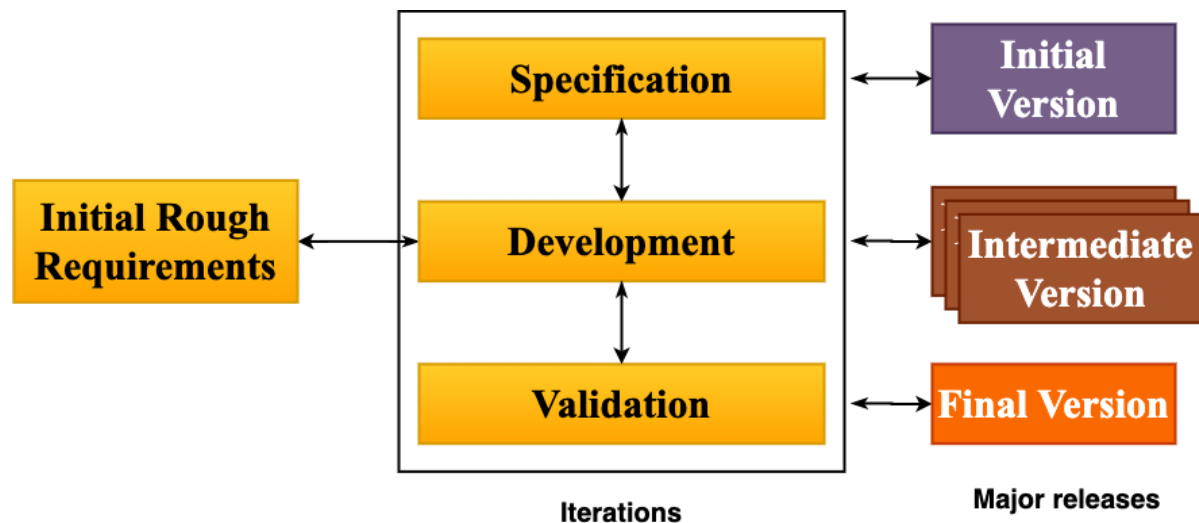 Specification
Initial
Version
Initial Rough
Requirements
Development
Intermediate
Version
Validation
Final Version
Iterations
Major releases